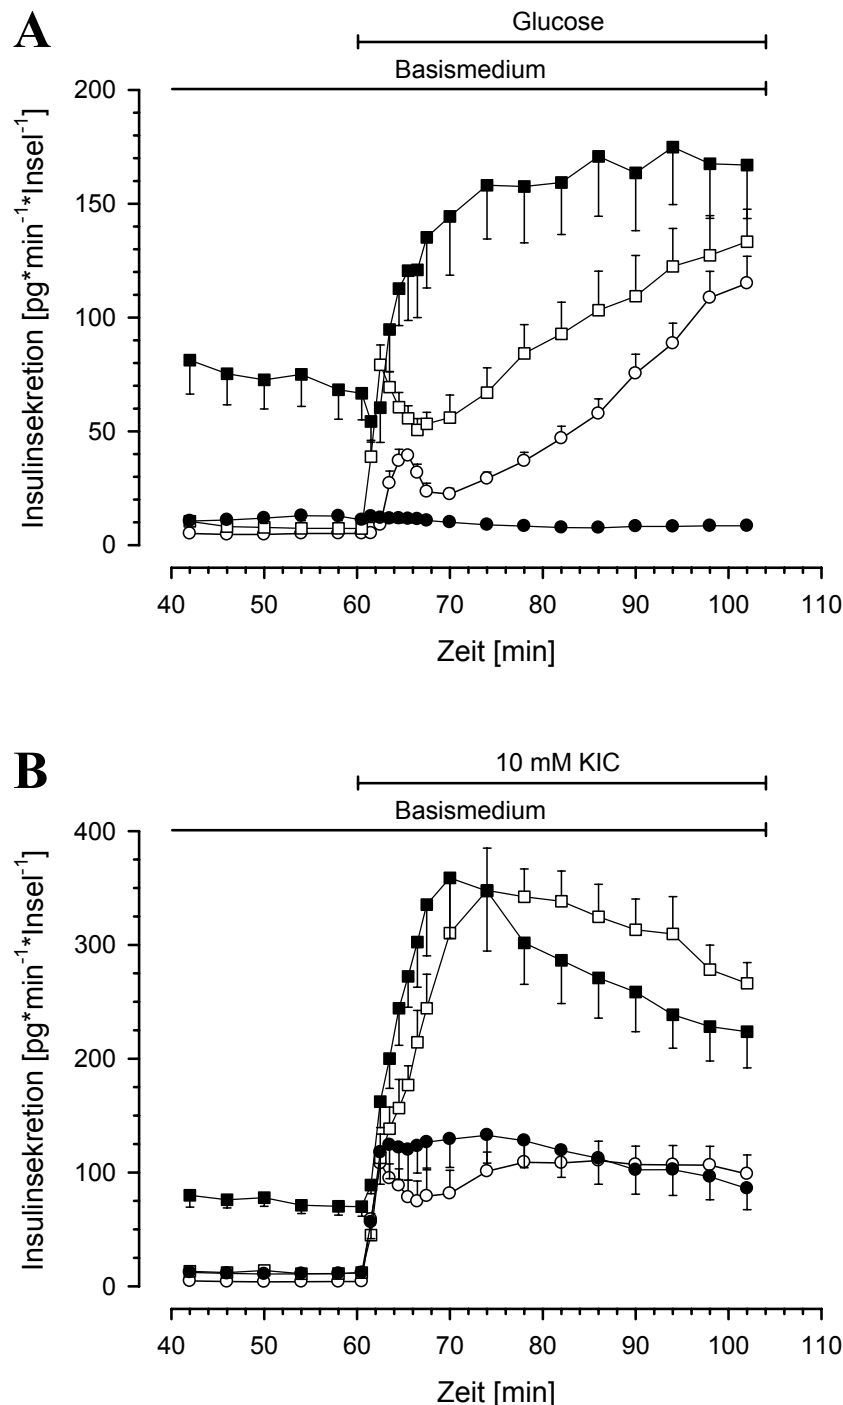 A
Glucose
Basismedium
200
150
100
50
0
Insulinsekretion [pg*min⁻¹*Insel⁻¹]
40 50 60 70 80 90 100 110
Zeit [min]
B
10 mM KIC
Basismedium
400
300
200
100
0
Insulinsekretion [pg*min⁻¹*Insel⁻¹]
40 50 60 70 80 90 100 110
Zeit [min]